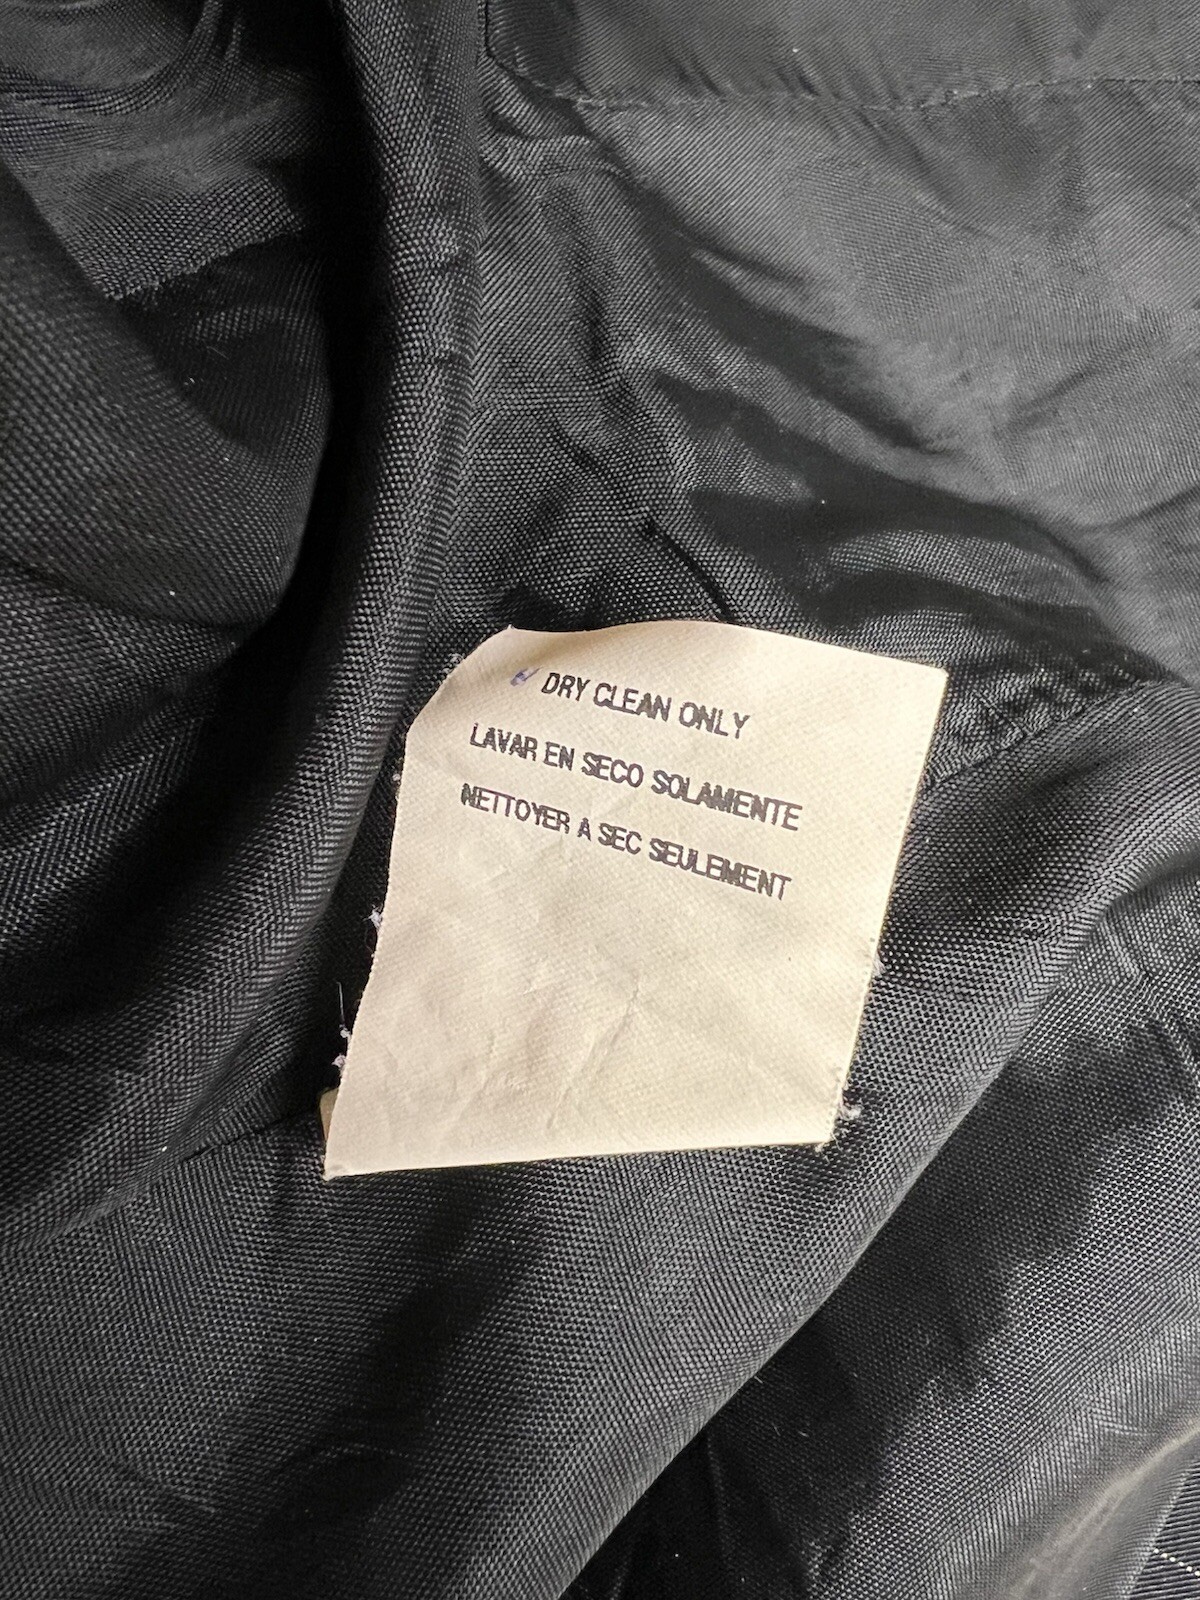 DRY CLEAN ONLY
LAVAR EN SECO SOLAMENTE
NETTOYER A SEC SEULEMENT